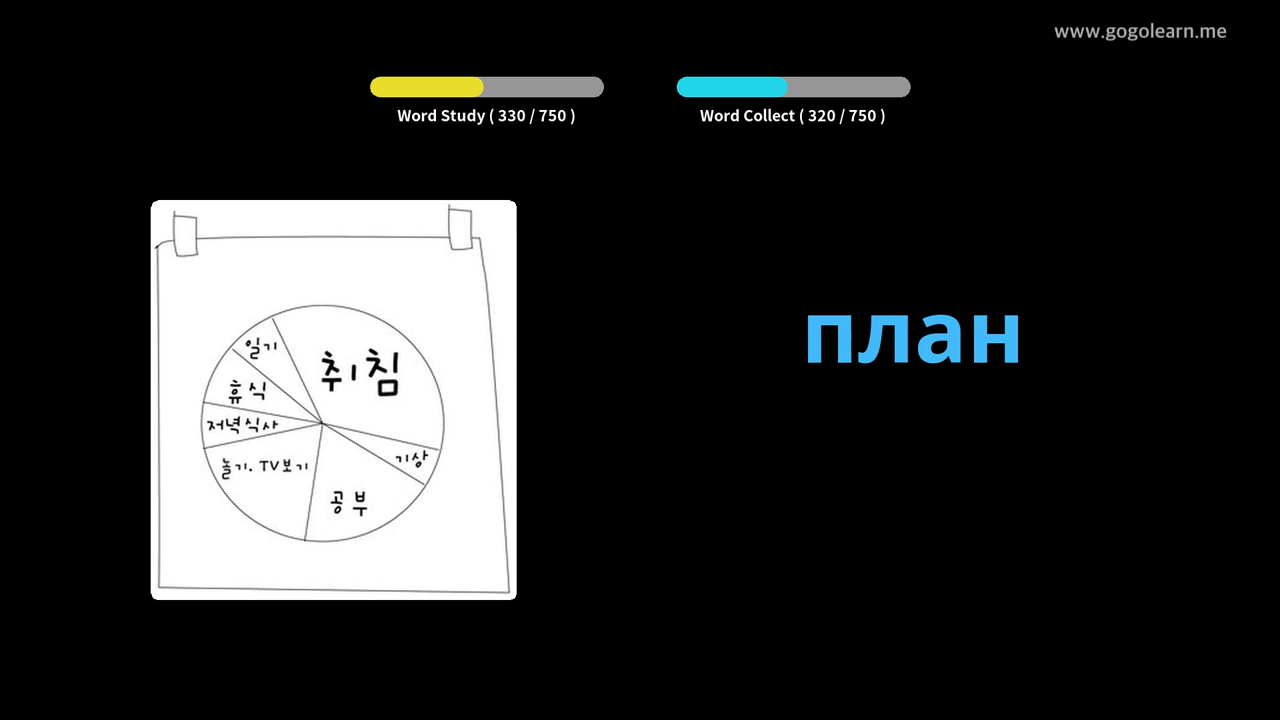 www.gogolearn.me
Word Study ( 330 / 750 )
Word Collect ( 320 / 750 )
일기
취침
휴식
저녁식사
놀기. TV보기
기상
공부
план